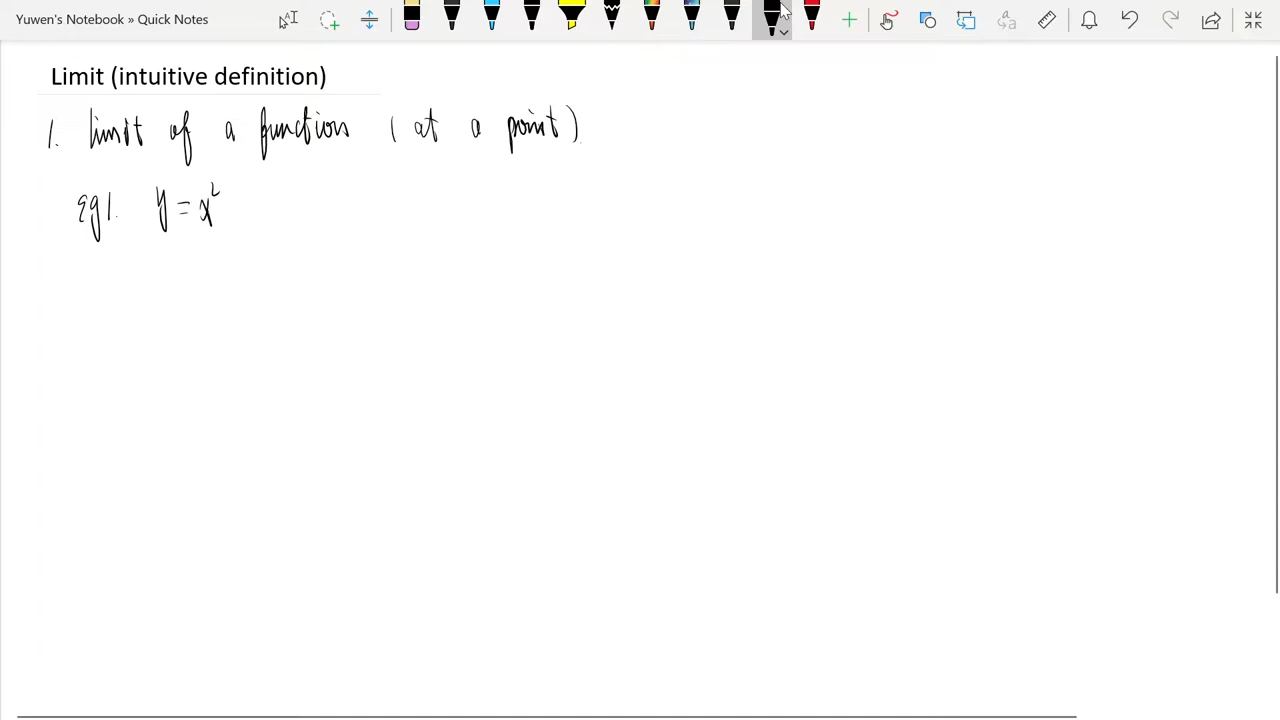 Yuwen's Notebook » Quick Notes
Limit (intuitive definition)
1. limit of a function (at a point).
Eg1. y = x²